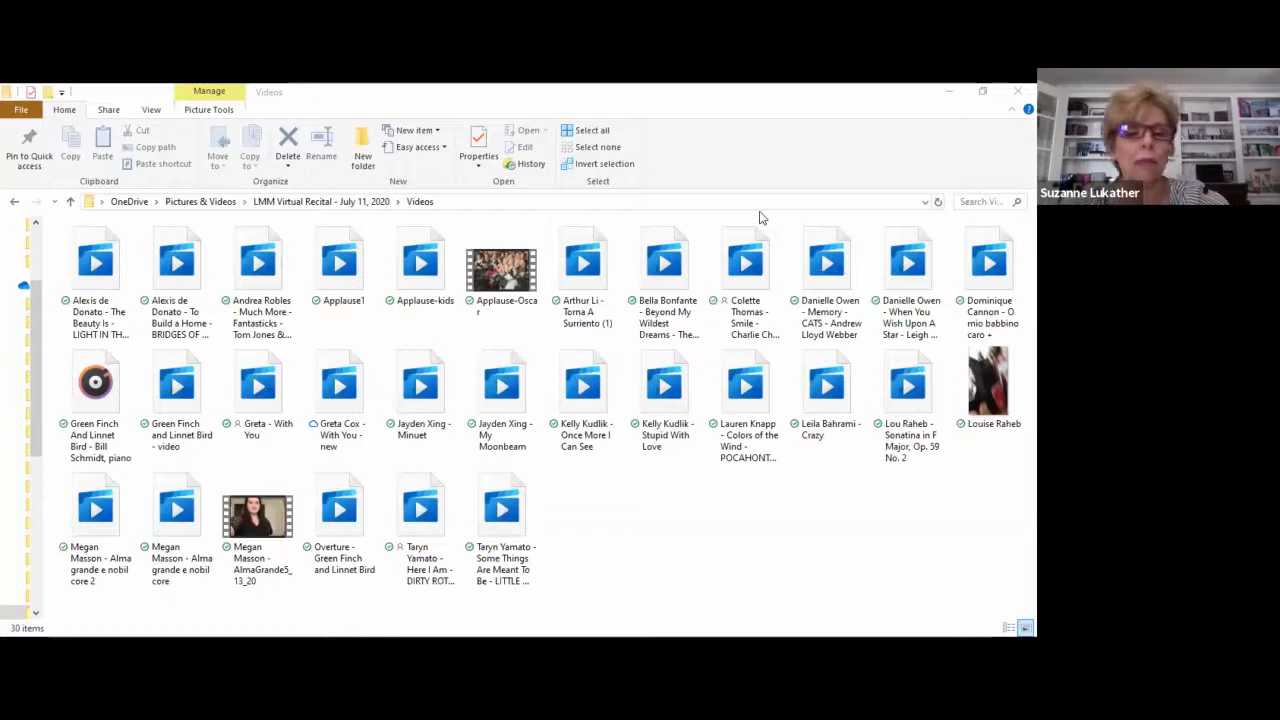 Manage
Videos
File
Home
Share
View
Picture Tools
Pin to Quick
access
Copy
Paste
Cut
Copy path
Paste shortcut
Clipboard
Move
to
Copy
to
Delete
Rename
Organize
New
folder
New item
Easy access
New
Properties
Open
Edit
History
Open
Select all
Select none
Invert selection
Select
OneDrive > Pictures & Videos > LMM Virtual Recital - July 11, 2020 > Videos
Search Vi...
Suzanne Lukather
Alexis de
Donato - The
Beauty Is -
LIGHT IN TH...
Alexis de
Donato - To
Build a Home -
BRIDGES OF ...
Andrea Robles
- Much More -
Fantasticks -
Tom Jones &...
Applause1
Applause-kids
Applause-Osca
r
Arthur Li -
Torna A
Surriento (1)
Bella Bonfante
- Beyond My
Wildest
Dreams - The...
Colette
Thomas -
Smile -
Charlie Ch...
Danielle Owen
- Memory -
CATS - Andrew
Lloyd Webber
Danielle Owen
- When You
Wish Upon A
Star - Leigh ...
Dominique
Cannon - O
mio babbino
caro +
Green Finch
And Linnet
Bird - Bill
Schmidt, piano
Green Finch
and Linnet Bird
- video
Greta - With
You
Greta Cox -
With You -
new
Jayden Xing -
Minuet
Jayden Xing -
My
Moonbeam
Kelly Kudlik -
Once More I
Can See
Kelly Kudlik -
Stupid With
Love
Lauren Knapp
- Colors of the
Wind -
POCAHONT...
Leila Bahrami -
Crazy
Lou Raheb -
Sonatina in F
Major, Op. 59
No. 2
Louise Raheb
Megan
Masson - Alma
grande e nobil
core 2
Megan
Masson - Alma
grande e nobil
core
Megan
Masson -
AlmaGrande5_
13_20
Overture -
Green Finch
and Linnet Bird
Taryn
Yamato -
Here I Am -
DIRTY ROT...
Taryn Yamato -
Some Things
Are Meant To
Be - LITTLE ...
30 items